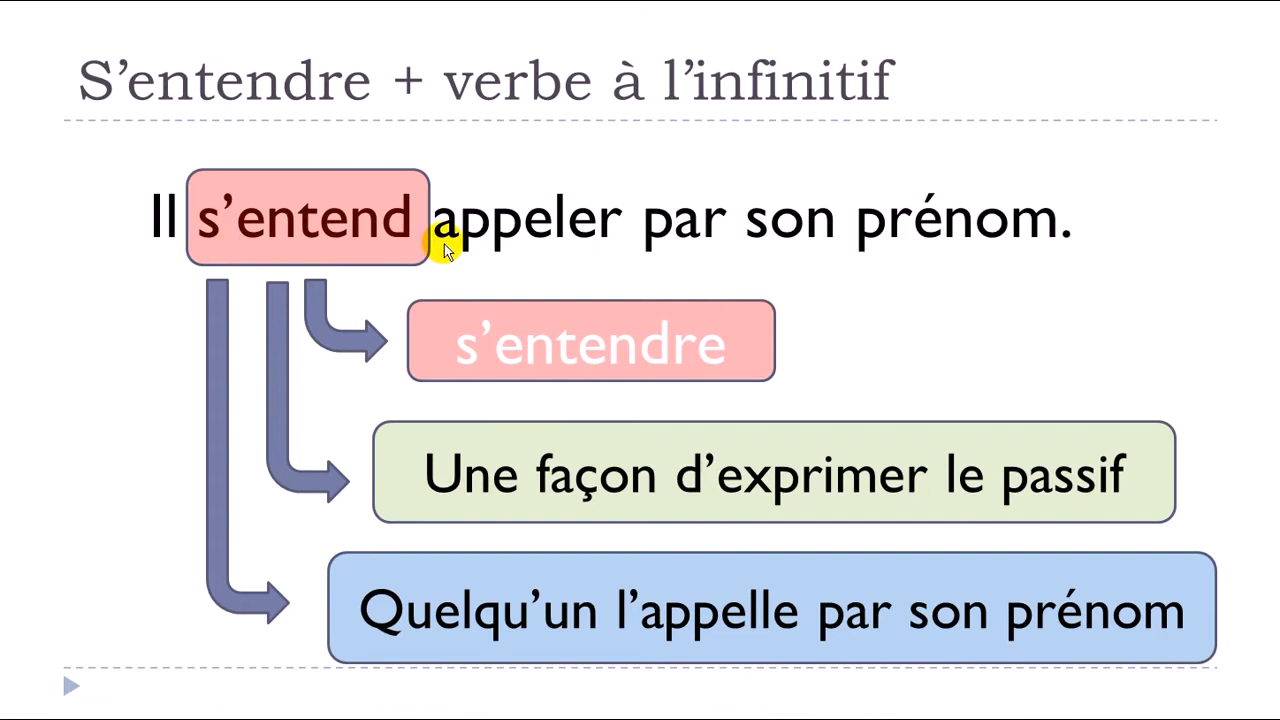 S’entendre + verbe à l’infinitif
Il s’entend appeler par son prénom.
s’entendre
Une façon d’exprimer le passif
Quelqu’un l’appelle par son prénom